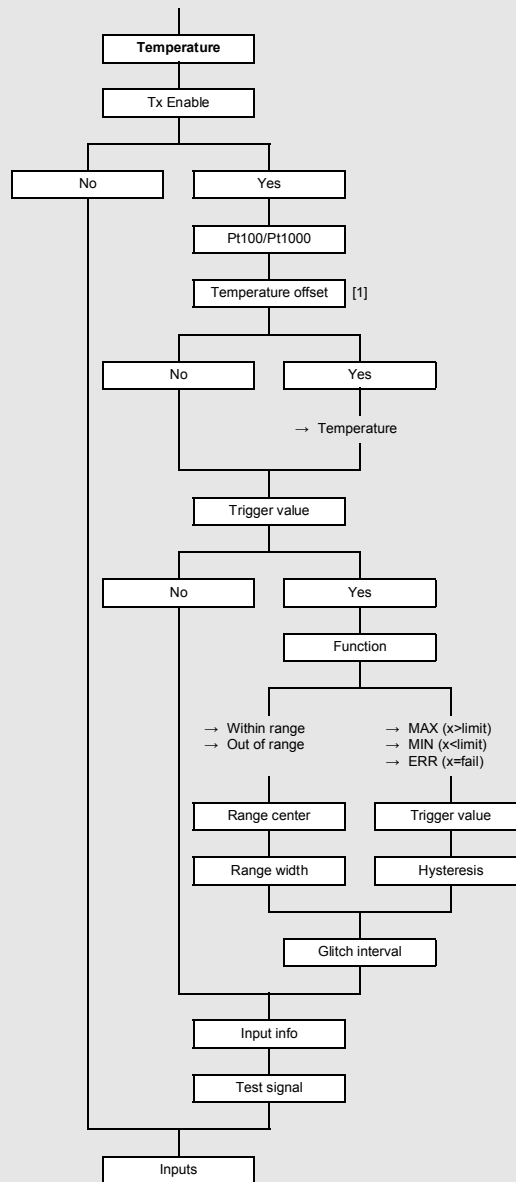 Temperature
Tx Enable
No
Yes
Pt100/Pt1000
Temperature offset [1]
No
Yes
→ Temperature
Trigger value
No
Yes
Function
→ Within range
→ Out of range
→ MAX (x>limit)
→ MIN (x<limit)
→ ERR (x=fail)
Range center
Trigger value
Range width
Hysteresis
Glitch interval
Input info
Test signal
Inputs